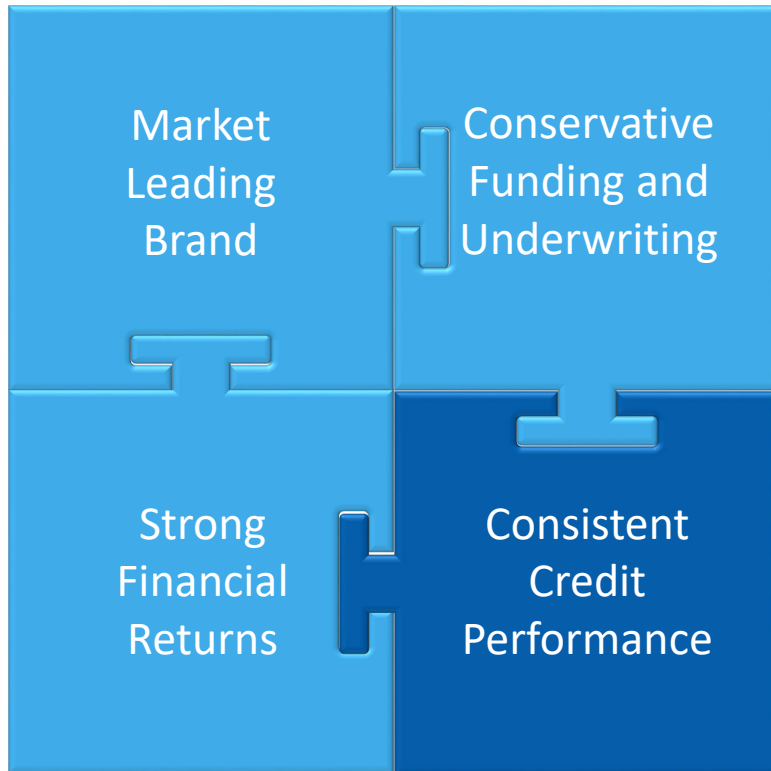 Market
Leading
Brand
Conservative
Funding and
Underwriting
Strong
Financial
Returns
Consistent
Credit
Performance